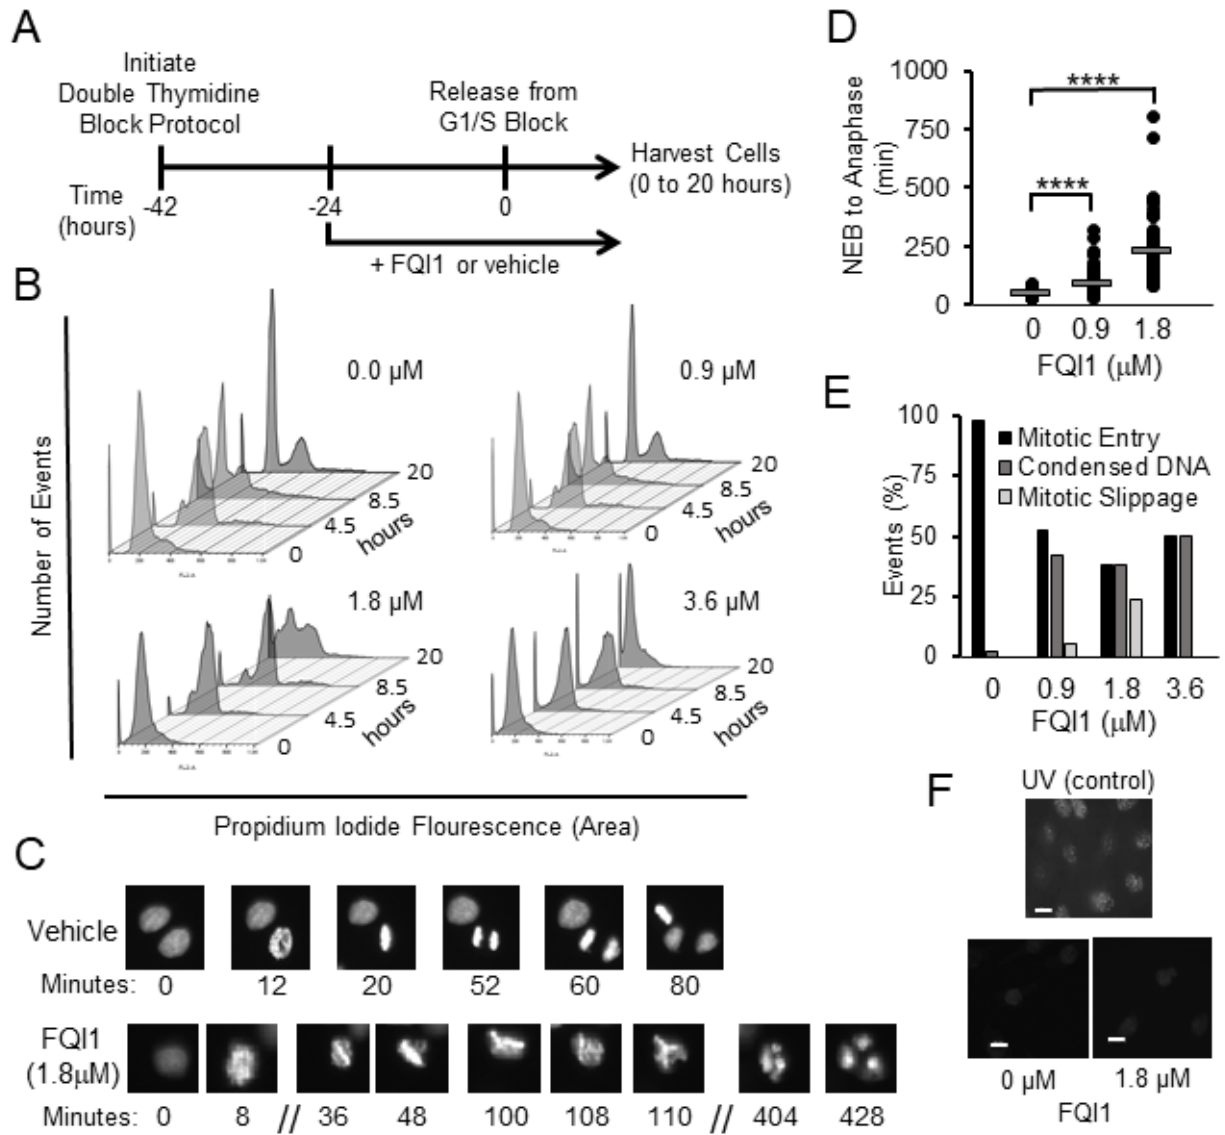 A
Initiate
Double Thymidine
Block Protocol
Release from
G1/S Block
Harvest Cells
(0 to 20 hours)
Time
(hours)
-42
-24
0
+ FQI1 or vehicle
B
Number of Events
0.0 µM
20
8.5
4.5
0
hours
0.9 µM
20
8.5
4.5
0
hours
1.8 µM
20
8.5
4.5
0
hours
3.6 µM
20
8.5
4.5
0
hours
Propidium Iodide Flourescence (Area)
C
Vehicle
Minutes: 0 12 20 52 60 80
FQI1
(1.8µM)
Minutes: 0 8 // 36 48 100 108 110 // 404 428
D
NEB to Anaphase
(min)
1000
750
500
250
0
****
****
0 0.9 1.8
FQI1 (µM)
E
Events (%)
100
75
50
25
0
Mitotic Entry
Condensed DNA
Mitotic Slippage
0 0.9 1.8 3.6
FQI1 (µM)
F
UV (control)
0 µM 1.8 µM
FQI1